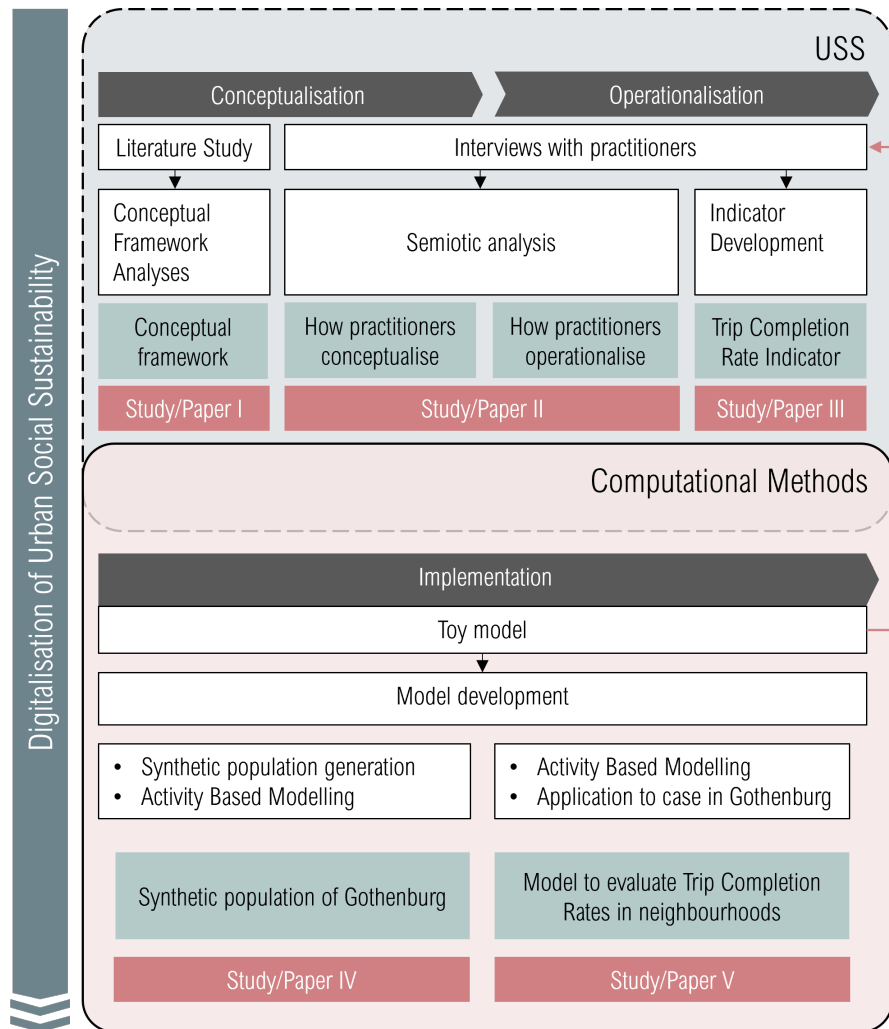 Digitalisation of Urban Social Sustainability
USS
Conceptualisation
Operationalisation
Literature Study
Interviews with practitioners
Conceptual
Framework
Analyses
Semiotic analysis
Indicator
Development
Conceptual
framework
How practitioners
conceptualise
How practitioners
operationalise
Trip Completion
Rate Indicator
Study/Paper I
Study/Paper II
Study/Paper III
Computational Methods
Implementation
Toy model
Model development
• Synthetic population generation
• Activity Based Modelling
• Activity Based Modelling
• Application to case in Gothenburg
Synthetic population of Gothenburg
Model to evaluate Trip Completion
Rates in neighbourhoods
Study/Paper IV
Study/Paper V